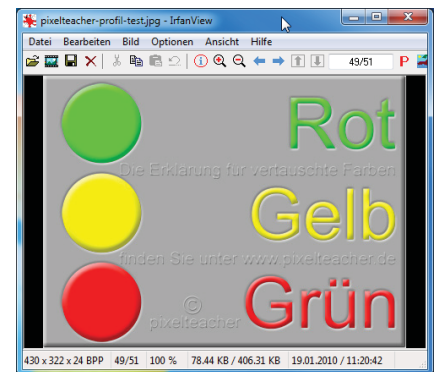 pixelteacher-profil-test.jpg - IrfanView
Datei Bearbeiten Bild Optionen Ansicht Hilfe
49/51 P
Rot
Die Erklärung für vertauschte Farben
Gelb
finden Sie unter www.pixelteacher.de
Grün
©
pixelteacher
430 x 322 x 24 BPP 49/51 100 % 78.44 KB / 406.31 KB 19.01.2010 / 11:20:42